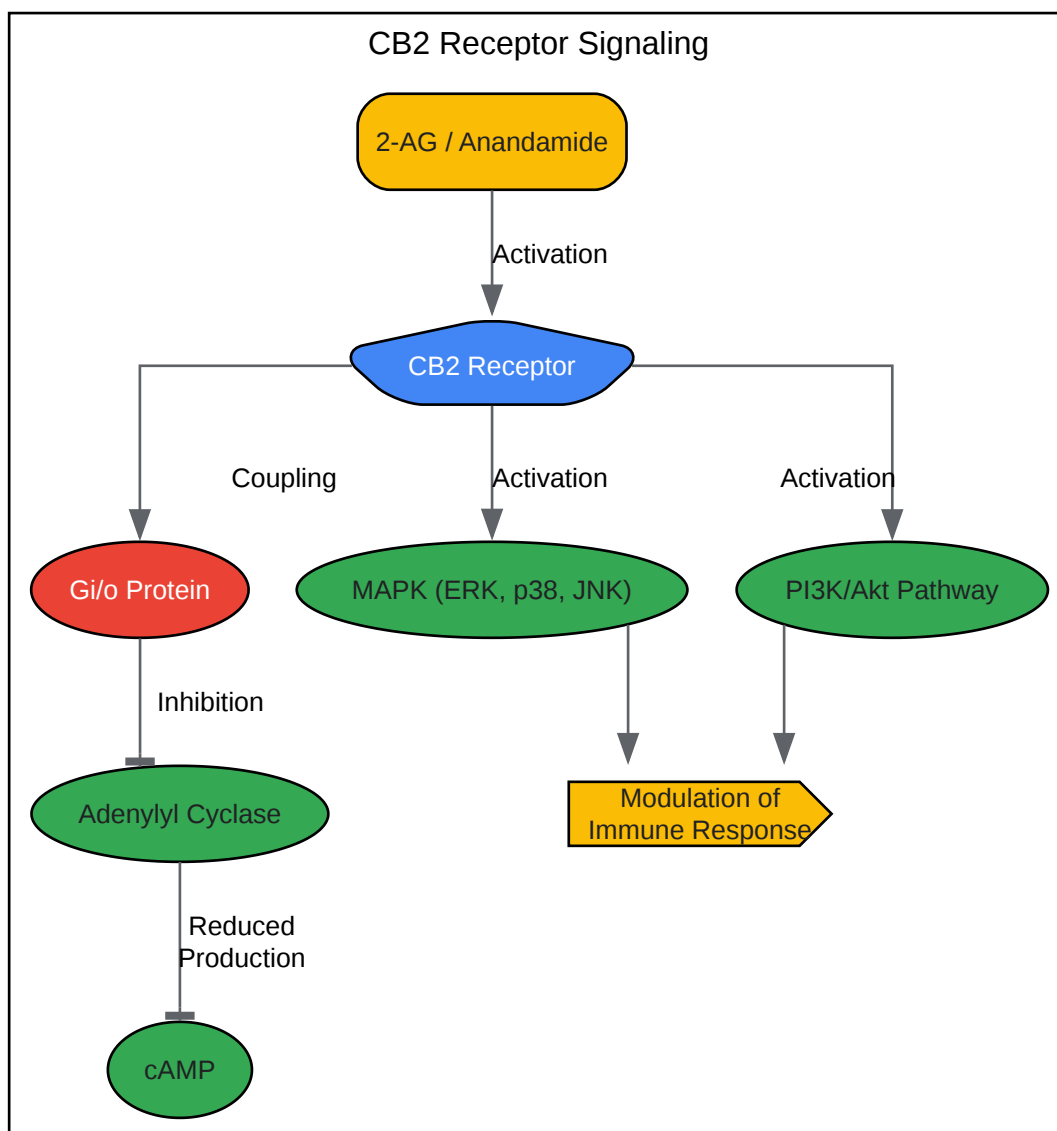 CB2 Receptor Signaling
2-AG / Anandamide
Activation
CB2 Receptor
Coupling
Activation
Activation
Gi/o Protein
MAPK (ERK, p38, JNK)
PI3K/Akt Pathway
Inhibition
Adenylyl Cyclase
Modulation of
Immune Response
Reduced
Production
cAMP